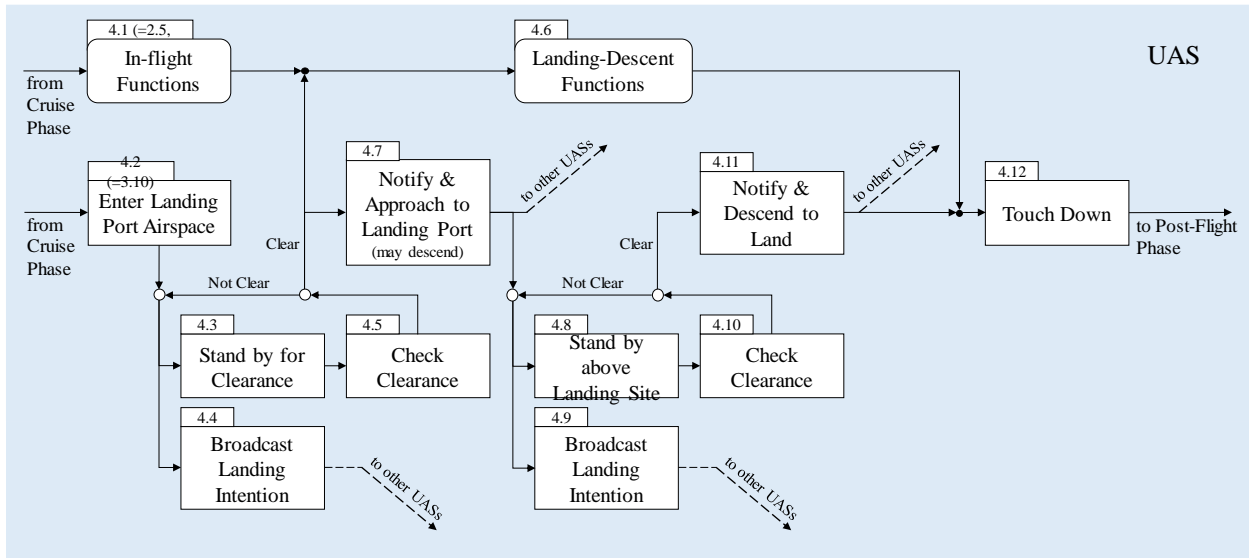 4.1 (=2.5,
In-flight
Functions
from
Cruise
Phase
4.6
Landing-Descent
Functions
UAS
4.2
(=3.10)
Enter Landing
Port Airspace
from
Cruise
Phase
Clear
4.7
Notify &
Approach to
Landing Port
(may descend)
to other UASs
Clear
4.11
Notify &
Descend to
Land
to other UASs
4.12
Touch Down
to Post-Flight
Phase
Not Clear
Not Clear
4.3
Stand by for
Clearance
4.5
Check
Clearance
4.8
Stand by
above
Landing Site
4.10
Check
Clearance
4.4
Broadcast
Landing
Intention
to other UASs
4.9
Broadcast
Landing
Intention
to other UASs